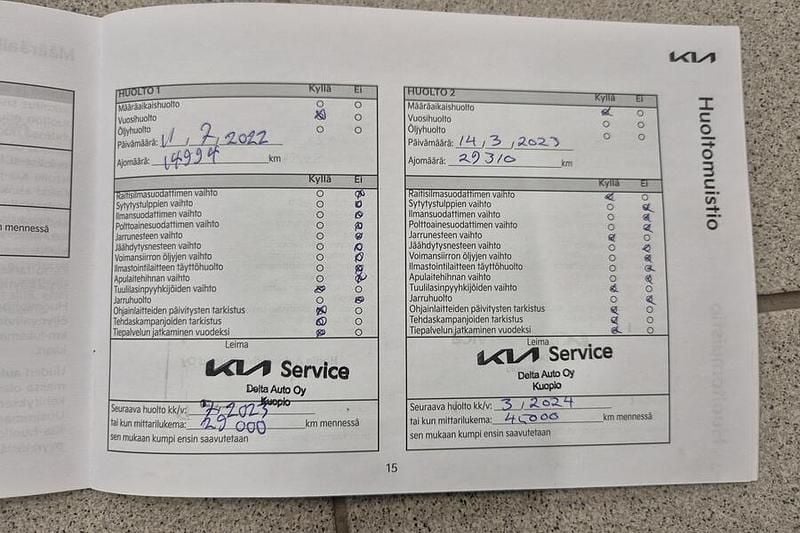 KIA
Huoltomuistio
HUOLTO 1 Kyllä Ei
Määräaikaishuolto
Vuosihuolto
Öljyhuolto
Päivämäärä: 11, 7, 2022
Ajomäärä: 14994 km
Kyllä Ei
Raitisilmasuodattimen vaihto
Sytytystulppien vaihto
Ilmansuodattimen vaihto
Polttoainesuodattimen vaihto
Jarrunesteen vaihto
Jäähdytysnesteen vaihto
Voimansiirron öljyjen vaihto
Ilmastointilaitteen täyttöhuolto
Apulaitehihnan vaihto
Tuulilasinpyyhkijöiden vaihto
Jarruhuolto
Ohjainlaitteiden päivitysten tarkistus
Tehdaskampanjoiden tarkistus
Tiepalvelun jatkaminen vuodeksi
Leima
KIA Service
Delta Auto Oy
Kuopio
Seuraava huolto kk/v: 7, 2023
tai kun mittarilukema: 29000 km mennessä
sen mukaan kumpi ensin saavutetaan
HUOLTO 2 Kyllä Ei
Määräaikaishuolto
Vuosihuolto
Öljyhuolto
Päivämäärä: 14, 3, 2023
Ajomäärä: 29310 km
Kyllä Ei
Raitisilmasuodattimen vaihto
Sytytystulppien vaihto
Ilmansuodattimen vaihto
Polttoainesuodattimen vaihto
Jarrunesteen vaihto
Jäähdytysnesteen vaihto
Voimansiirron öljyjen vaihto
Ilmastointilaitteen täyttöhuolto
Apulaitehihnan vaihto
Tuulilasinpyyhkijöiden vaihto
Jarruhuolto
Ohjainlaitteiden päivitysten tarkistus
Tehdaskampanjoiden tarkistus
Tiepalvelun jatkaminen vuodeksi
Leima
KIA Service
Delta Auto Oy
Kuopio
Seuraava huolto kk/v: 3, 2024
tai kun mittarilukema: 45000 km mennessä
sen mukaan kumpi ensin saavutetaan
15
mennessä